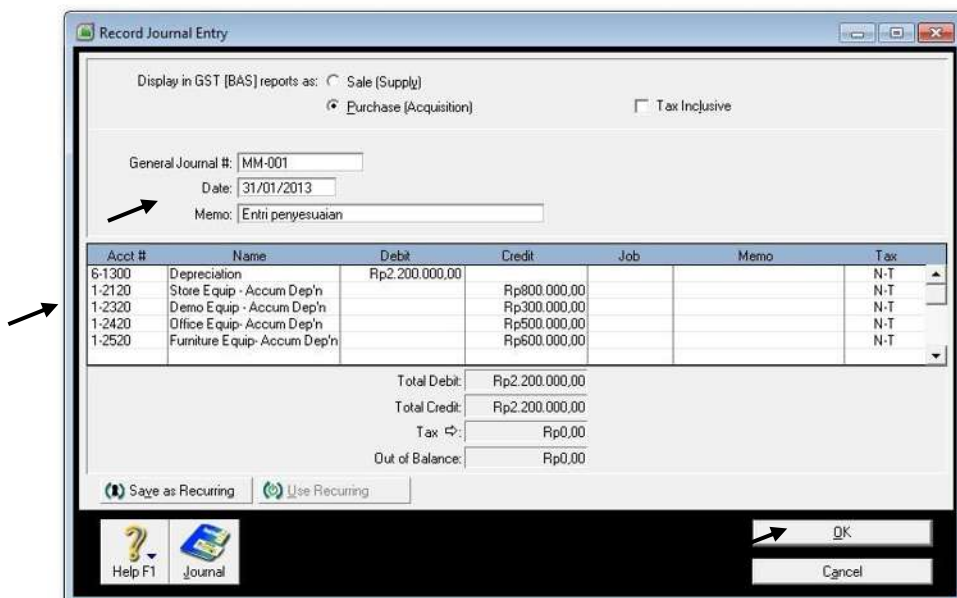 Record Journal Entry
Display in GST [BAS] reports as: Sale (Supply)
Purchase (Acquisition) Tax Inclusive
General Journal #: MM-001
Date: 31/01/2013
Memo: Entri penyesuaian
Acct # Name Debit Credit Job Memo Tax
6-1300 Depreciation Rp2.200.000,00 N-T
1-2120 Store Equip - Accum Dep'n Rp800.000,00 N-T
1-2320 Demo Equip - Accum Dep'n Rp300.000,00 N-T
1-2420 Office Equip- Accum Dep'n Rp500.000,00 N-T
1-2520 Furniture Equip- Accum Dep'n Rp600.000,00 N-T
Total Debit: Rp2.200.000,00
Total Credit: Rp2.200.000,00
Tax ⇨: Rp0,00
Out of Balance: Rp0,00
Save as Recurring Use Recurring
OK
Help F1 Journal Cancel